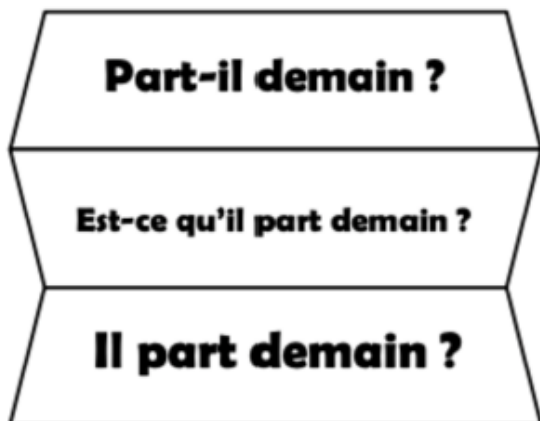 Part-il demain ?
Est-ce qu'il part demain ?
Il part demain ?